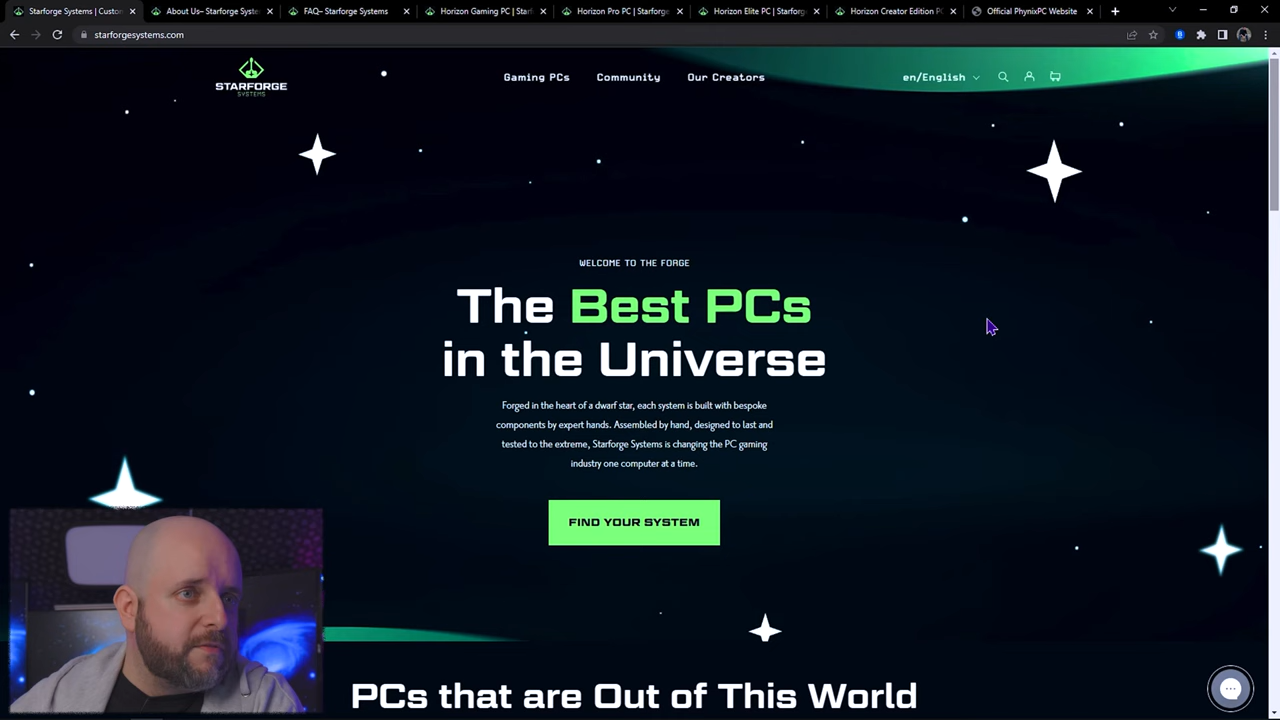 Starforge Systems | Custom
About Us– Starforge System
FAQ– Starforge Systems
Horizon Gaming PC | Starf
Horizon Pro PC | Starforge
Horizon Elite PC | Starforg
Horizon Creator Edition PC
Official PhynixPC Website
starforgesystems.com
STARFORGE
SYSTEMS
Gaming PCs
Community
Our Creators
en/English
WELCOME TO THE FORGE
The Best PCs
in the Universe
Forged in the heart of a dwarf star, each system is built with bespoke
components by expert hands. Assembled by hand, designed to last and
tested to the extreme, Starforge Systems is changing the PC gaming
industry one computer at a time.
FIND YOUR SYSTEM
PCs that are Out of This World